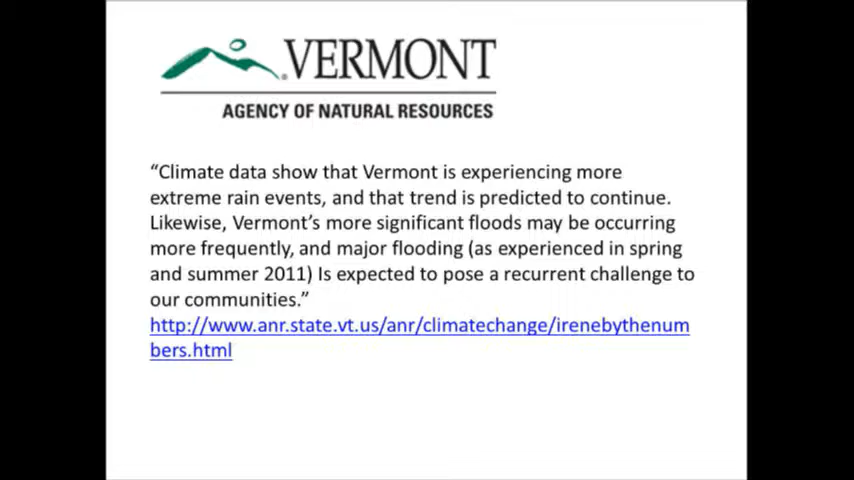 VERMONT
AGENCY OF NATURAL RESOURCES
“Climate data show that Vermont is experiencing more
extreme rain events, and that trend is predicted to continue.
Likewise, Vermont’s more significant floods may be occurring
more frequently, and major flooding (as experienced in spring
and summer 2011) Is expected to pose a recurrent challenge to
our communities.”
http://www.anr.state.vt.us/anr/climatechange/irenebythenum
bers.html